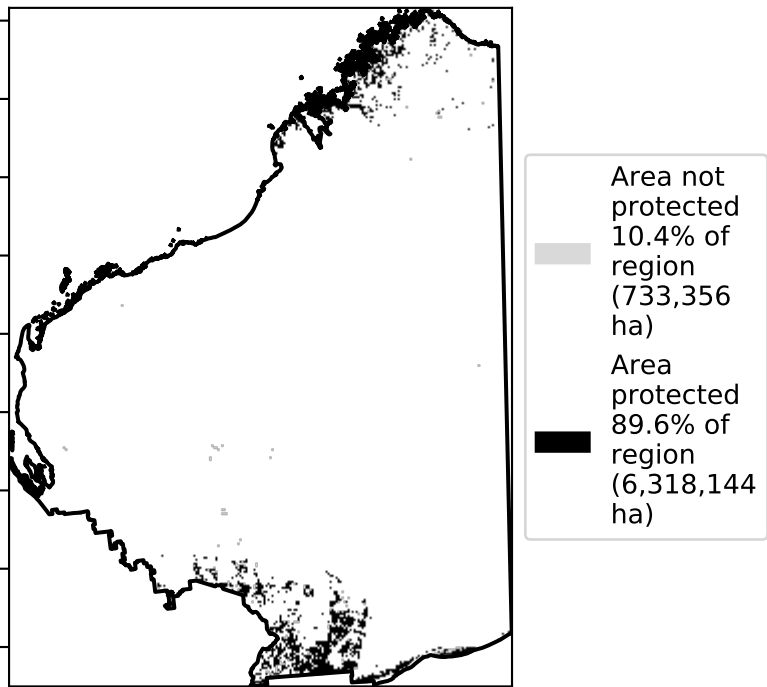 Area not
protected
10.4% of
region
(733,356
ha)
Area
protected
89.6% of
region
(6,318,144
ha)